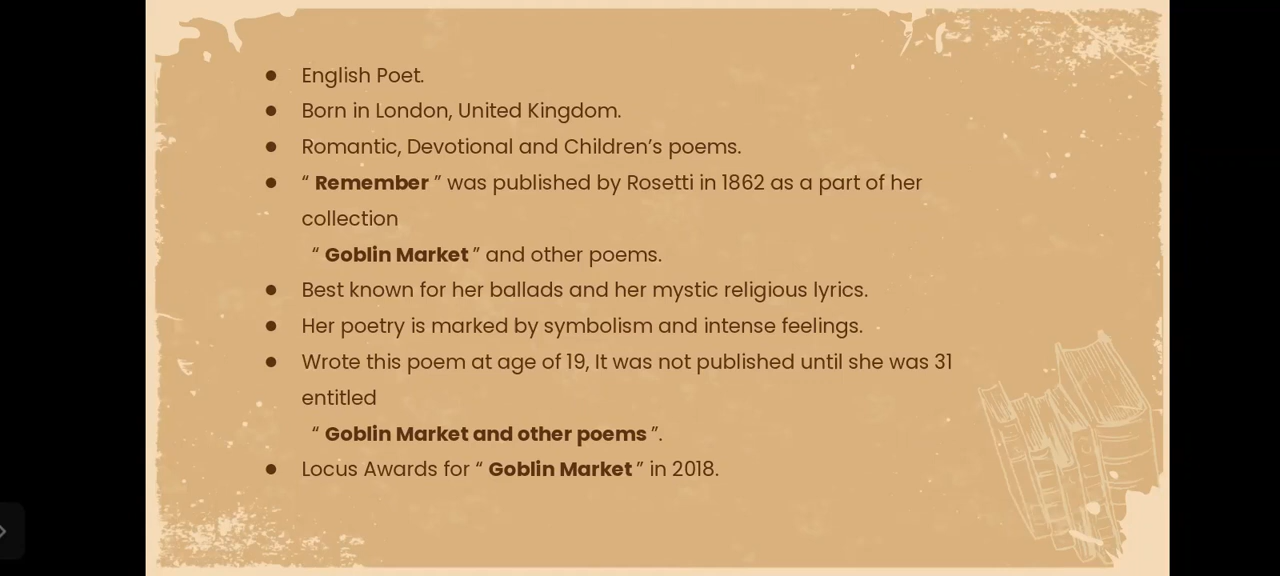 ● English Poet.
● Born in London, United Kingdom.
● Romantic, Devotional and Children’s poems.
● “ Remember ” was published by Rosetti in 1862 as a part of her
collection
“ Goblin Market ” and other poems.
● Best known for her ballads and her mystic religious lyrics.
● Her poetry is marked by symbolism and intense feelings.
● Wrote this poem at age of 19, It was not published until she was 31
entitled
“ Goblin Market and other poems ”.
● Locus Awards for “ Goblin Market ” in 2018.